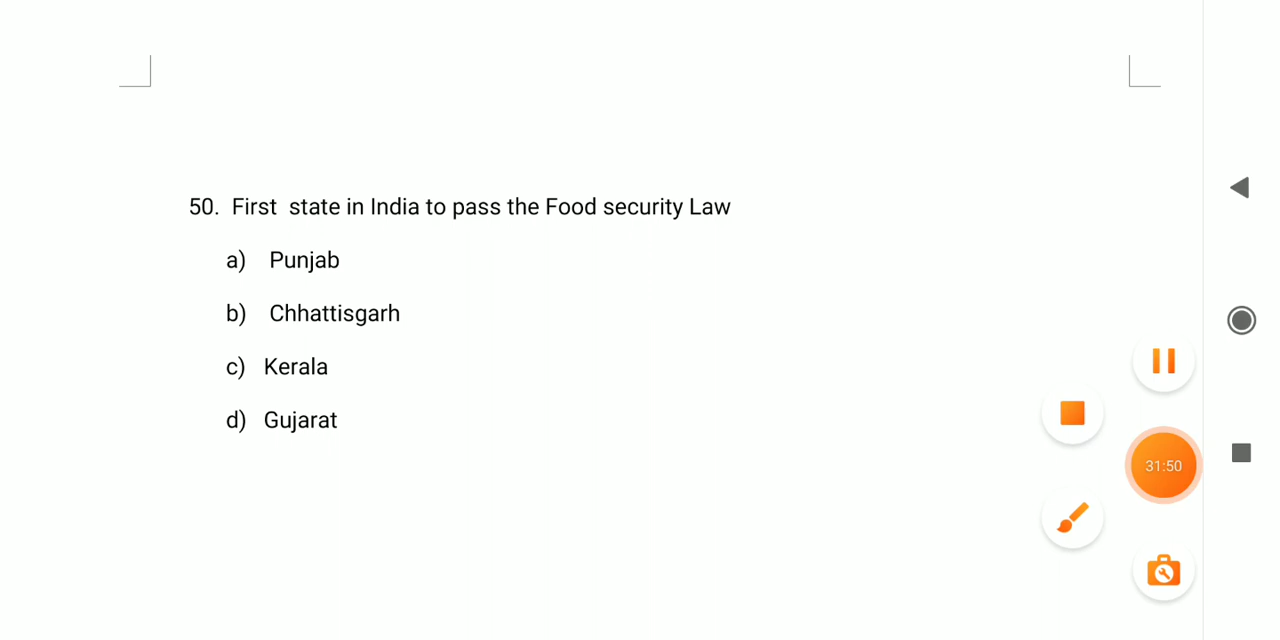 50. First state in India to pass the Food security Law
a) Punjab
b) Chhattisgarh
c) Kerala
d) Gujarat
31:50